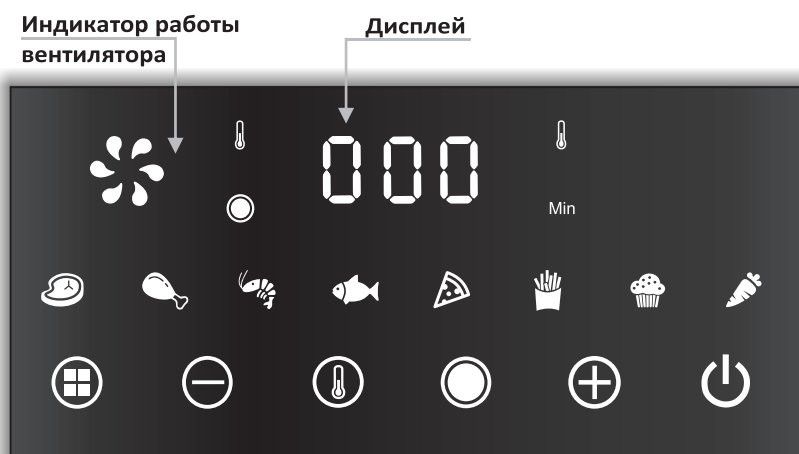 Индикатор работы
вентилятора
Дисплей
000
Min